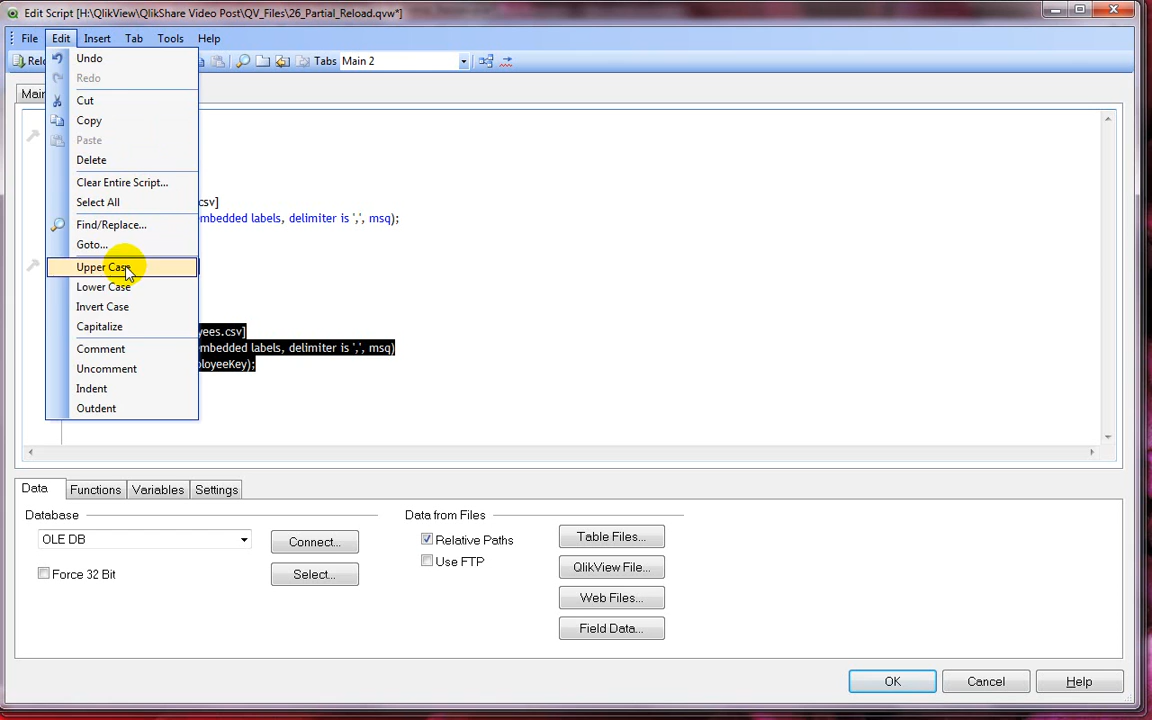 Edit Script [H:\QlikView\QlikShare Video Post\QV_Files\26_Partial_Reload.qvw*]
File Edit Insert Tab Tools Help
Tabs Main 2
Undo
Redo
Cut
Copy
Paste
Delete
Clear Entire Script...
Select All
Find/Replace...
Goto...
Upper Case
Lower Case
Invert Case
Capitalize
Comment
Uncomment
Indent
Outdent
csv]
embedded labels, delimiter is ',', msq);
yees.csv]
embedded labels, delimiter is ',', msq)
ployeeKey);
Data Functions Variables Settings
Database
OLE DB
Connect...
Force 32 Bit
Select...
Data from Files
Relative Paths
Use FTP
Table Files...
QlikView File...
Web Files...
Field Data...
OK Cancel Help